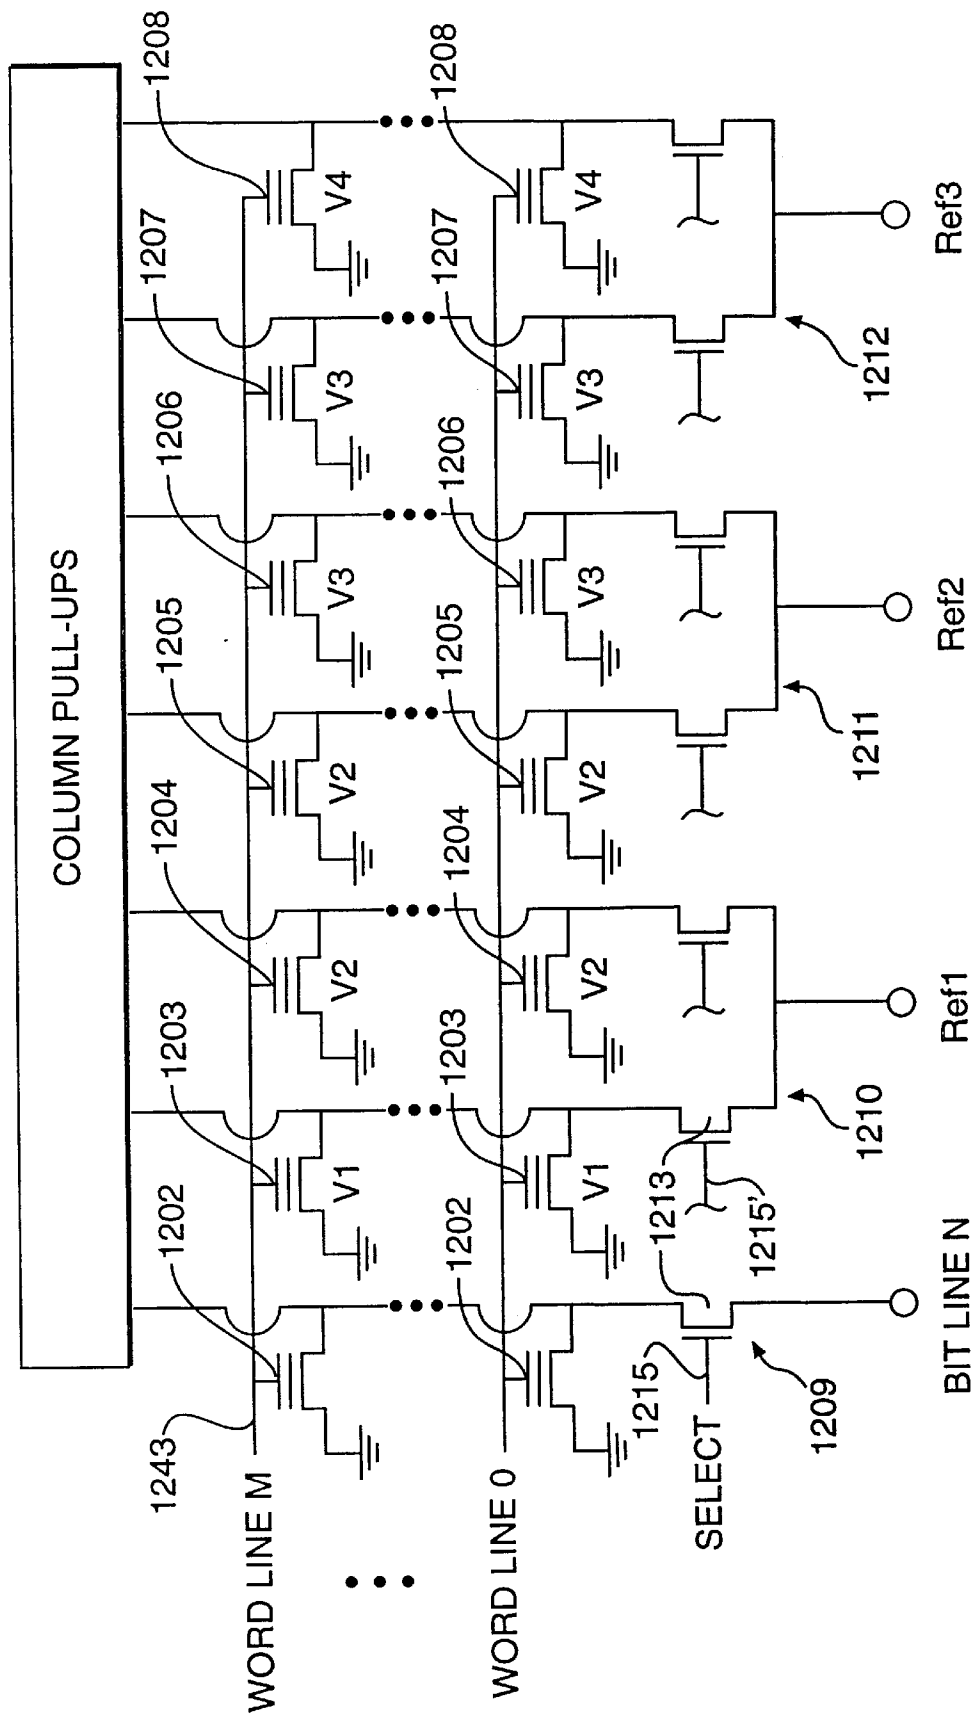 COLUMN PULL-UPS
1243
1202
1203
1204
1205
1206
1207
1208
WORD LINE M
V1
V2
V2
V3
V3
V4
1202
1203
1204
1205
1206
1207
1208
WORD LINE 0
V1
V2
V2
V3
V3
V4
1215
1213
SELECT
1215'
1209
1210
1211
1212
BIT LINE N
Ref1
Ref2
Ref3